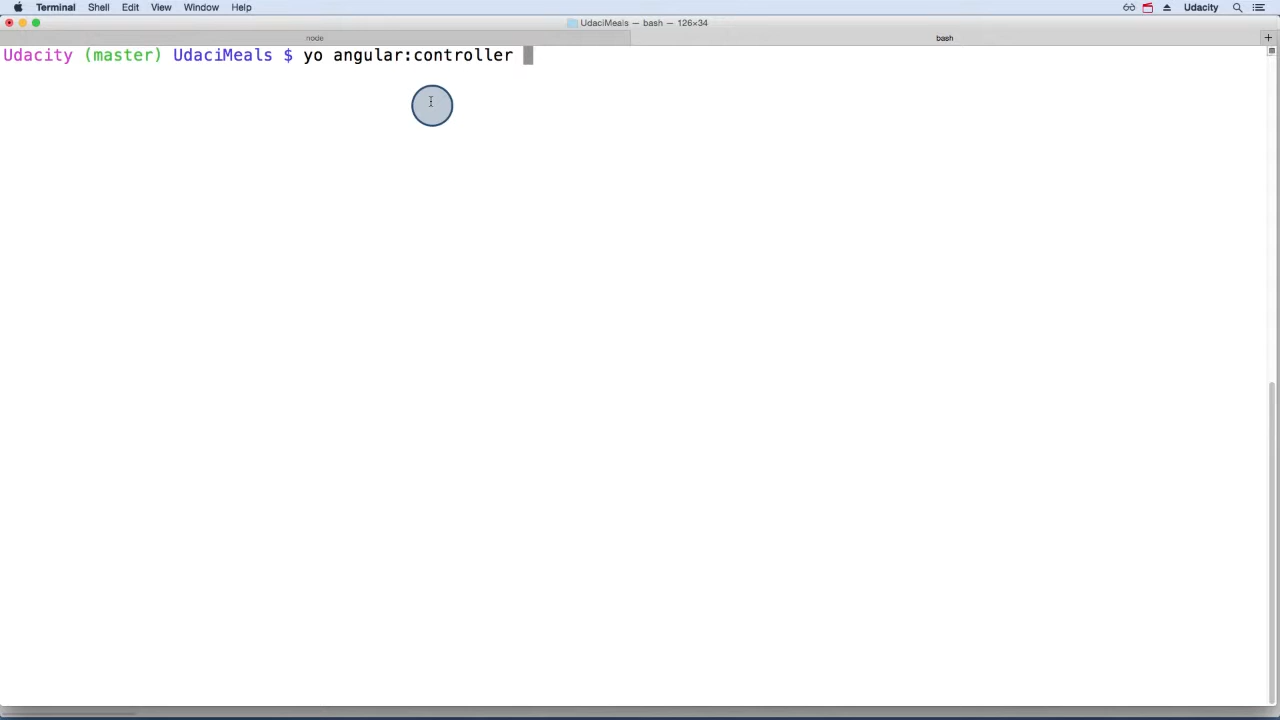 Terminal Shell Edit View Window Help Udacity
UdaciMeals — bash — 126×34
node bash +
Udacity (master) UdaciMeals $ yo angular:controller